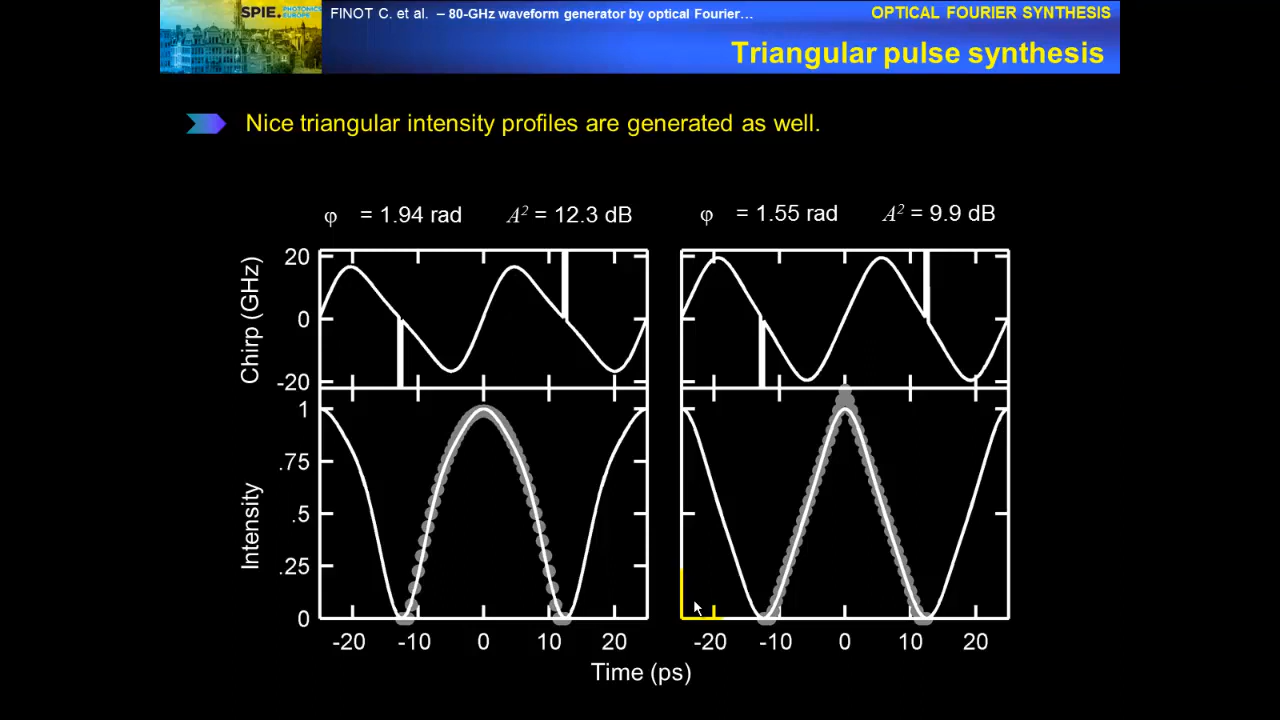 SPIE. PHOTONICS EUROPE
FINOT C. et al. – 80-GHz waveform generator by optical Fourier…
OPTICAL FOURIER SYNTHESIS
Triangular pulse synthesis
Nice triangular intensity profiles are generated as well.
φ = 1.94 rad A² = 12.3 dB
φ = 1.55 rad A² = 9.9 dB
Chirp (GHz)
20
0
-20
Intensity
1
.75
.5
.25
0
-20 -10 0 10 20
-20 -10 0 10 20
Time (ps)